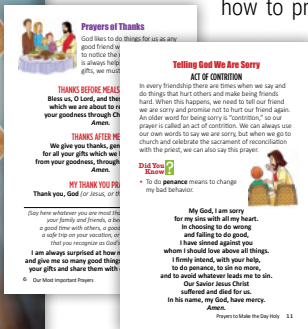 how to pr
Prayers of Thanks
God likes to do things for us as any
good friend w
to notice the
is always help
gifts, we must
THANKS BEFORE MEALS
Bless us, O Lord, and thes
which we are about to re
your goodness through Ch
Amen.
THANKS AFTER ME
We give you thanks, gen
for all your gifts which we l
from your goodness, through
Amen.
MY THANK YOU PRA
Thank you, God (or Jesus, or th
(Say here whatever you are most tha
your family and friends, a be
a good time with others, a good
a safe trip on your vacation, or
that you recognize as God's
I am always surprised at how m
and give me so many good things
your gifts and share them with o
6 Our Most Important Prayers
Telling God We Are Sorry
ACT OF CONTRITION
In every friendship there are times when we say and
do things that hurt others and make being friends
hard. When this happens, we need to tell our friend
we are sorry and promise not to hurt our friend again.
An older word for being sorry is "contrition," so our
prayer is called an act of contrition. We can always use
our own words to say we are sorry, but when we go to
church and celebrate the sacrament of reconciliation
with the priest, we can also say this prayer.
Did You
Know?
• To do penance means to change
my bad behavior.
My God, I am sorry
for my sins with all my heart.
In choosing to do wrong
and failing to do good,
I have sinned against you
whom I should love above all things.
I firmly intend, with your help,
to do penance, to sin no more,
and to avoid whatever leads me to sin.
Our Savior Jesus Christ
suffered and died for us.
In his name, my God, have mercy.
Amen.
Prayers to Make the Day Holy 11